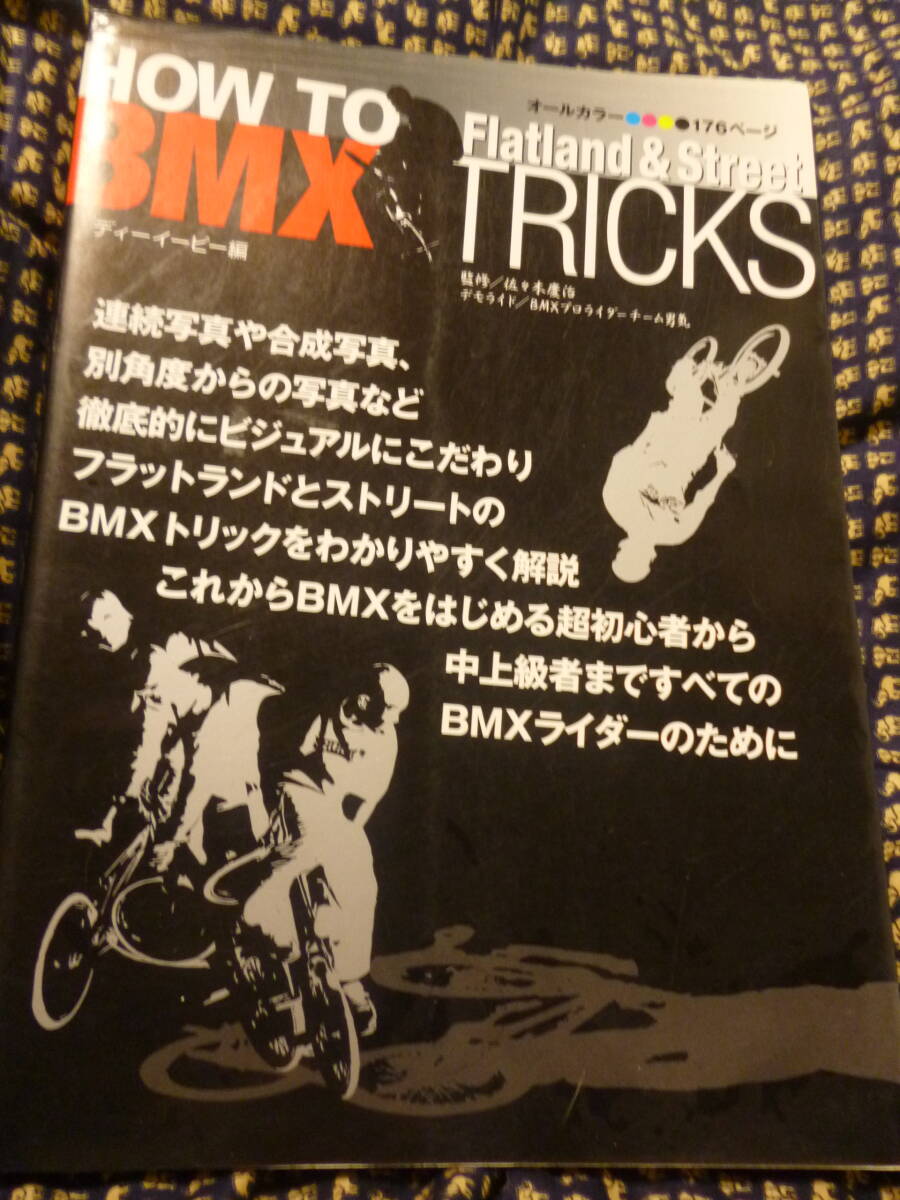 HOW TO
BMX
ディーイーピー編
オールカラー●●●●176ページ
Flatland & Street
TRICKS
監修/佐々木慶治
デモライド/BMXプロライダーチーム男気
連続写真や合成写真、
別角度からの写真など
徹底的にビジュアルにこだわり
フラットランドとストリートの
BMXトリックをわかりやすく解説
これからBMXをはじめる超初心者から
中上級者まですべての
BMXライダーのために